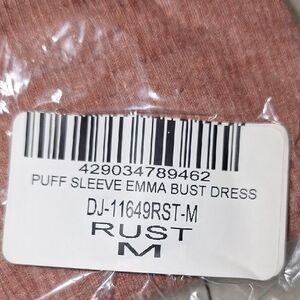 429034789462
PUFF SLEEVE EMMA BUST DRESS
DJ-11649RST-M
RUST
M